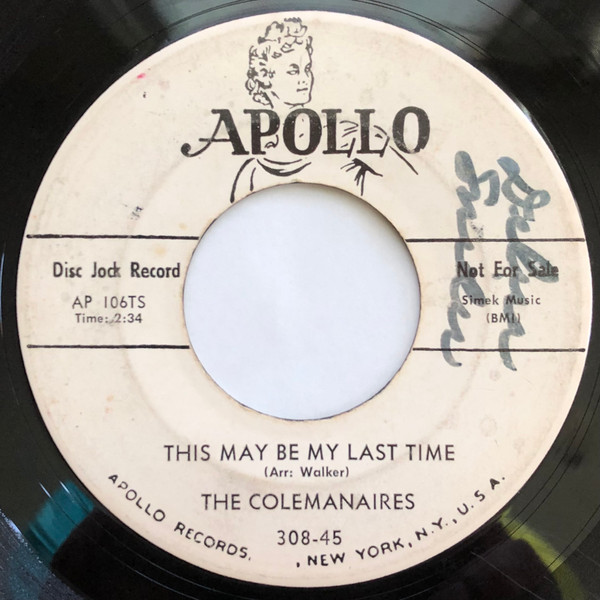 APOLLO
Disc Jock Record
AP 106TS
Time: 2:34
Not For Sale
Simek Music
(BMI)
THIS MAY BE MY LAST TIME
(Arr: Walker)
THE COLEMANAIRES
308-45
APOLLO RECORDS, , NEW YORK, N.Y., U.S.A.